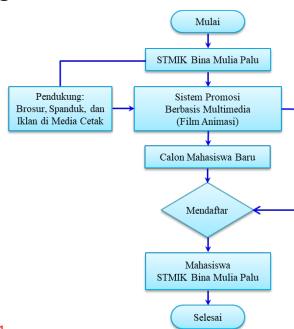 Mulai
STMIK Bina Mulia Palu
Pendukung:
Brosur, Spanduk, dan
Iklan di Media Cetak
Sistem Promosi
Berbasis Multimedia
(Film Animasi)
Calon Mahasiswa Baru
Mendaftar
Mahasiswa
STMIK Bina Mulia Palu
Selesai